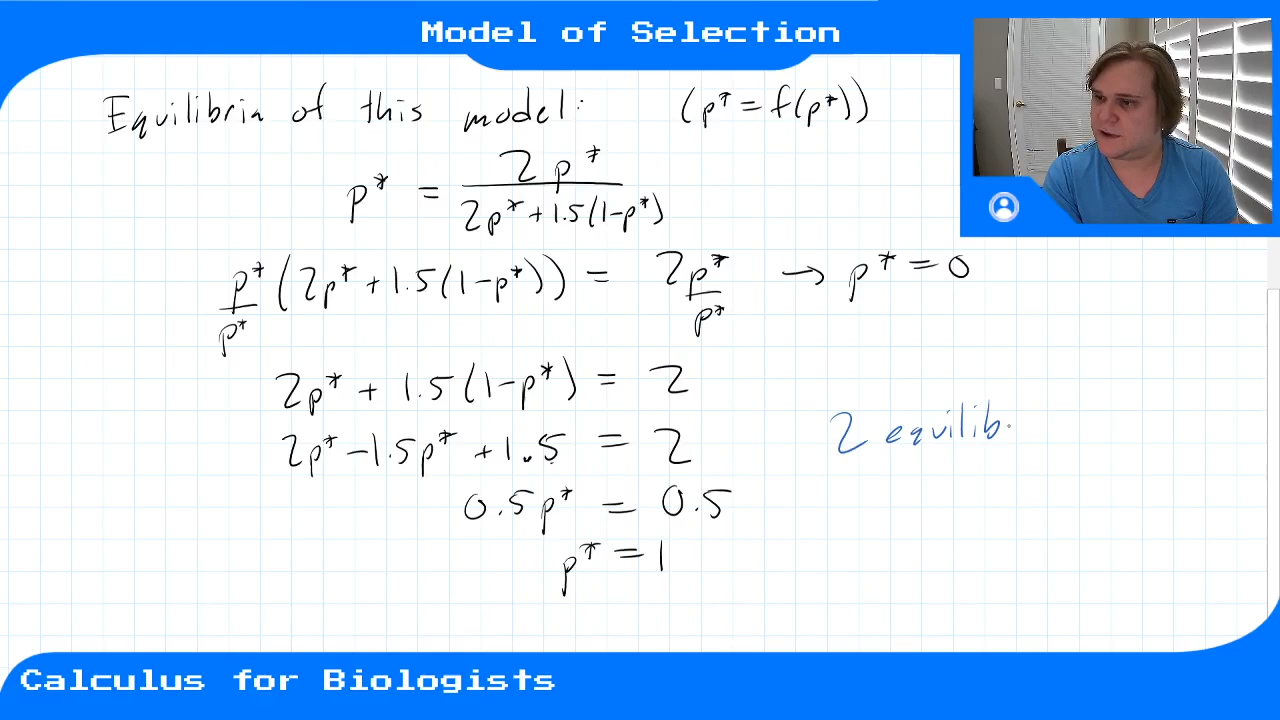 Model of Selection
Equilibria of this model: (p* = f(p*))
p* = 2p* / (2p* + 1.5(1-p*))
p*/p* (2p* + 1.5(1-p*)) = 2p*/p* → p* = 0
2p* + 1.5(1-p*) = 2
2p* - 1.5p* + 1.5 = 2
2 equilib
0.5p* = 0.5
p* = 1
Calculus for Biologists